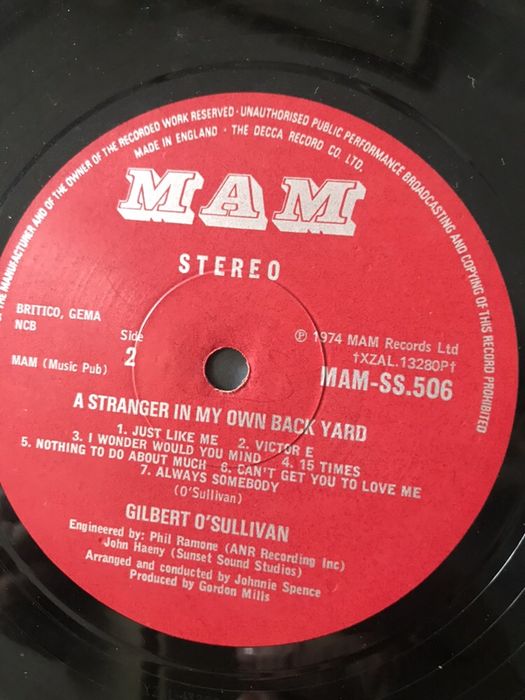 THE MANUFACTURER AND OF THE OWNER OF THE RECORDED WORK RESERVED · UNAUTHORISED PUBLIC PERFORMANCE BROADCASTING AND COPYING OF THIS RECORD PROHIBITED
MADE IN ENGLAND · THE DECCA RECORD CO. LTD.
MAM
STEREO
BRITICO, GEMA
NCB
Side
2
MAM (Music Pub)
℗ 1974 MAM Records Ltd
†XZAL.13280P†
MAM-SS.506
A STRANGER IN MY OWN BACK YARD
1. JUST LIKE ME 2. VICTOR E
3. I WONDER WOULD YOU MIND 4. 15 TIMES
5. NOTHING TO DO ABOUT MUCH 6. CAN'T GET YOU TO LOVE ME
7. ALWAYS SOMEBODY
(O'Sullivan)
GILBERT O'SULLIVAN
Engineered by: Phil Ramone (ANR Recording Inc)
John Haeny (Sunset Sound Studios)
Arranged and conducted by Johnnie Spence
Produced by Gordon Mills